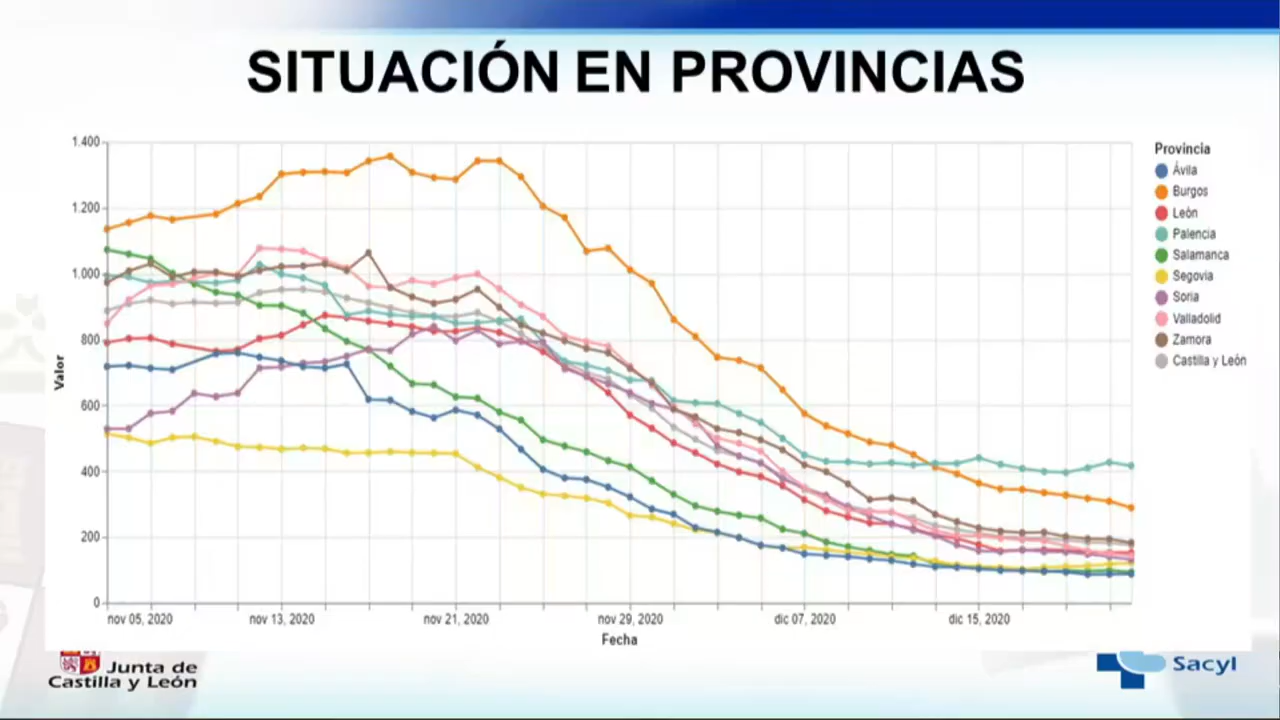 SITUACIÓN EN PROVINCIAS
1.400
1.200
1.000
800
600
400
200
0
Valor
nov 05, 2020
nov 13, 2020
nov 21, 2020
nov 29, 2020
dic 07, 2020
dic 15, 2020
Fecha
Provincia
Ávila
Burgos
León
Palencia
Salamanca
Segovia
Soria
Valladolid
Zamora
Castilla y León
Junta de
Castilla y León
Sacyl